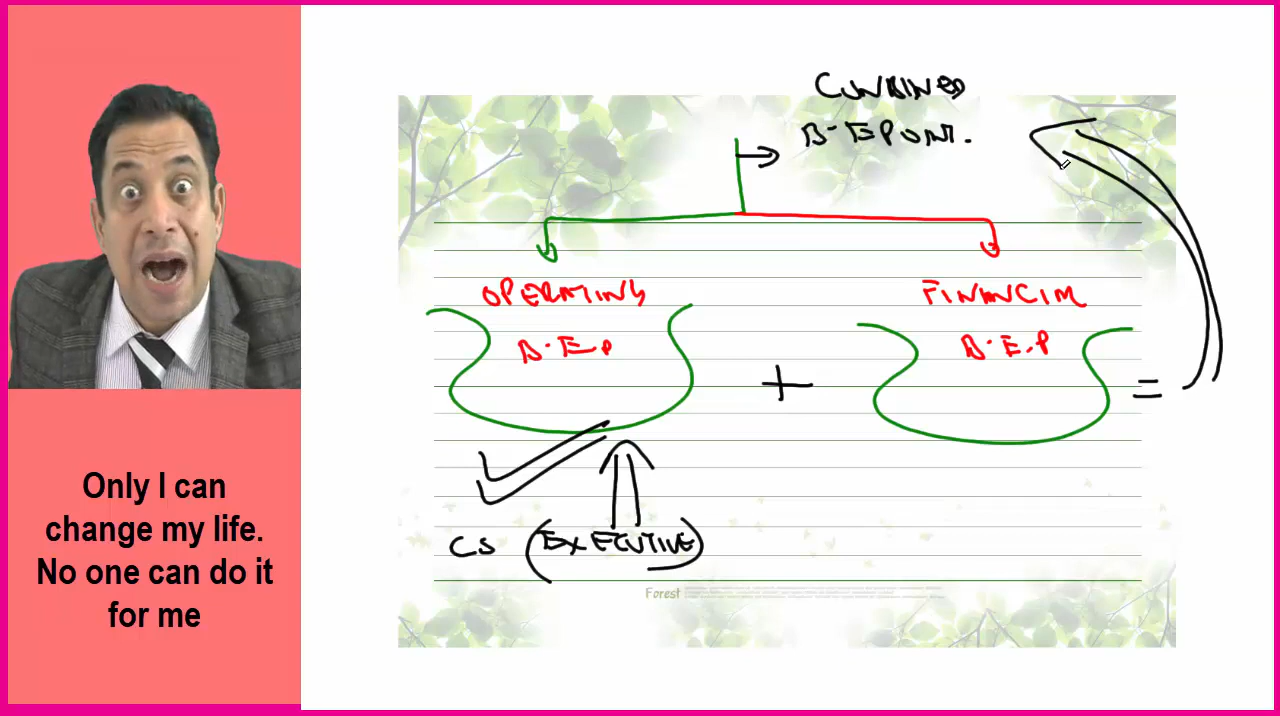 Only I can
change my life.
No one can do it
for me
COMBINED
B.E POINT.
OPERATING
B.E.P
FINANCIAL
B.E.P
+
=
CS (EXECUTIVE)
Forest